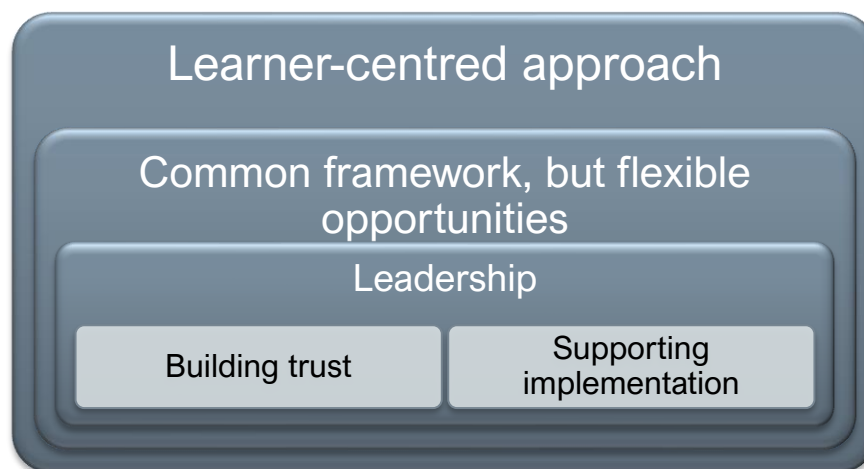 Learner-centred approach
Common framework, but flexible
opportunities
Leadership
Building trust
Supporting
implementation